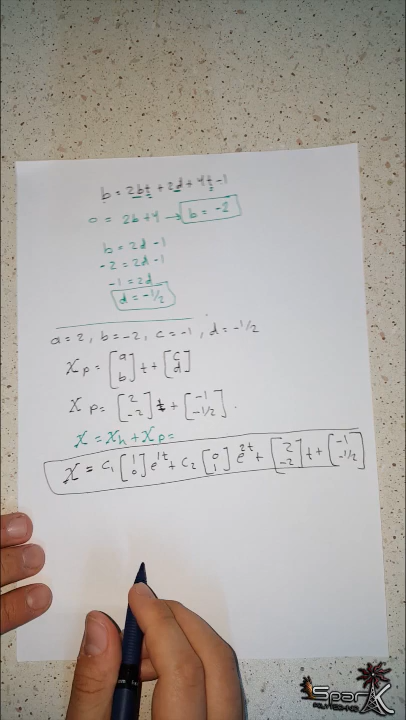 b = 2bt + 2d + 4t - 1
0 = 2b + 4 → b = -2
b = 2d - 1
-2 = 2d - 1
-1 = 2d
d = -1/2
a = 2, b = -2, c = -1, d = -1/2
Xp = [a b] t + [c d]
Xp = [2 -2] t + [-1 -1/2].
X = Xh + Xp =
X = c1 [1 0] e^1t + c2 [0 1] e^2t + [2 -2] t + [-1 -1/2]
Spark